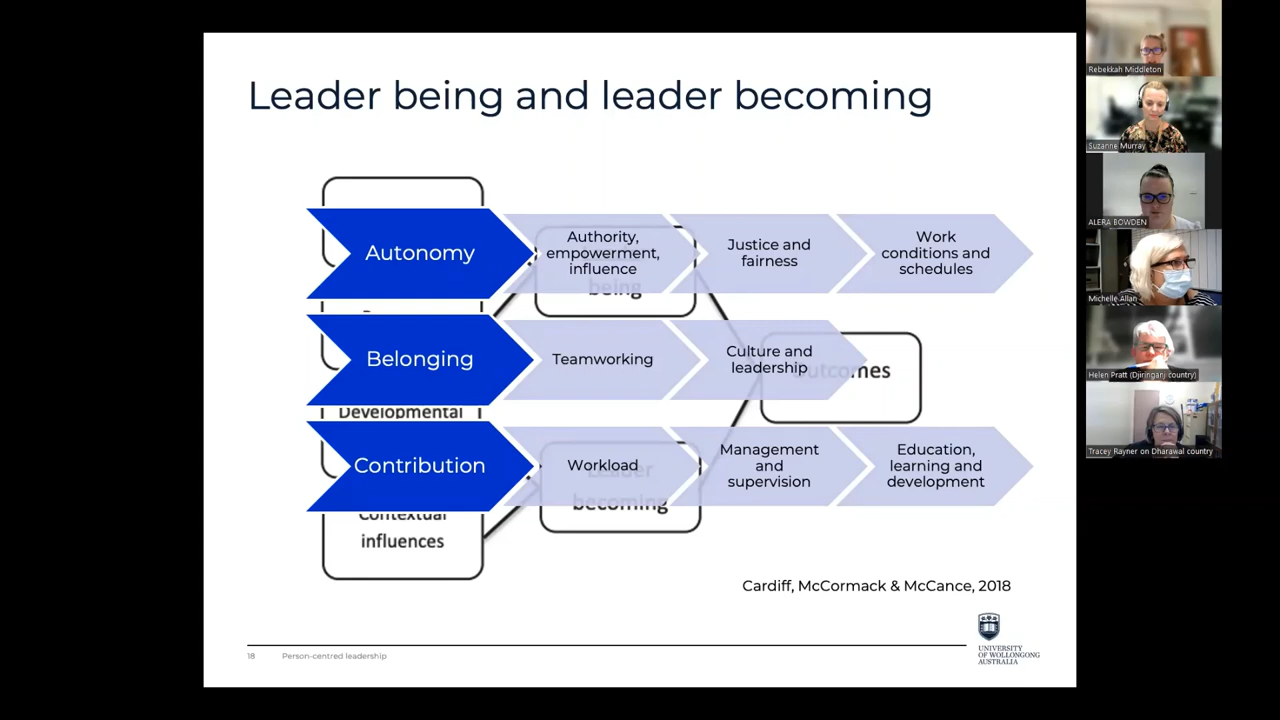 Leader being and leader becoming
Autonomy
Authority,
empowerment,
influence
Justice and
fairness
Work
conditions and
schedules
being
Belonging
Teamworking
Culture and
leadership
Outcomes
Developmental
Contribution
Workload
Leader
becoming
Management
and
supervision
Education,
learning and
development
Contextual
influences
Cardiff, McCormack & McCance, 2018
18 Person-centred leadership
UNIVERSITY
OF WOLLONGONG
AUSTRALIA
Rebekkah Middleton
Suzanne Murray
ALERA BOWDEN
Michelle Allan
Helen Pratt (Djiringanj country)
Tracey Rayner on Dharawal country